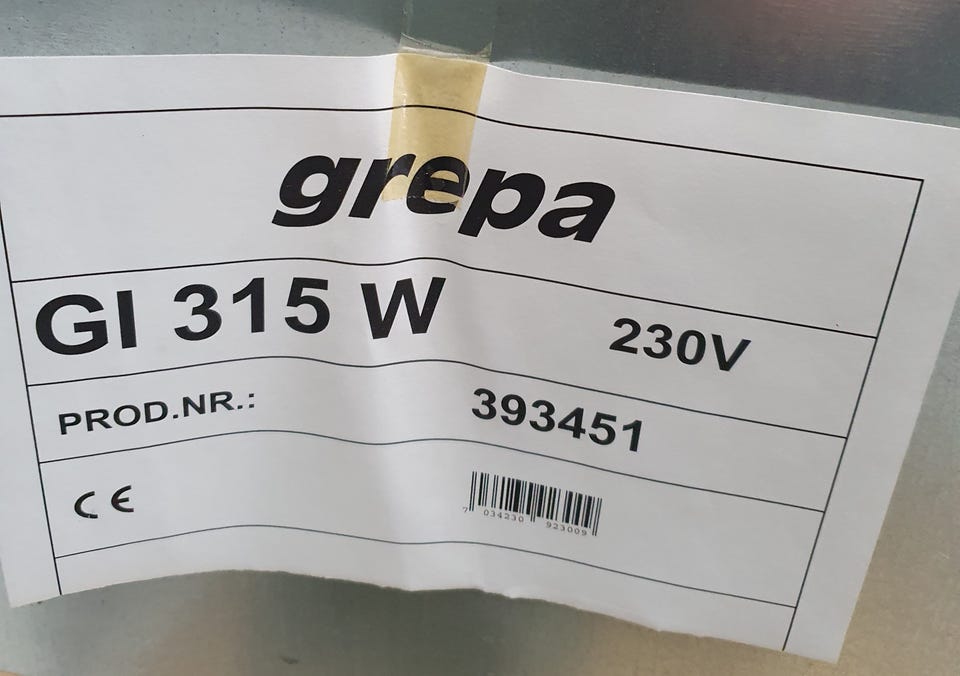 grepa
GI 315 W 230V
PROD.NR.: 393451
CE
7 034230 923009